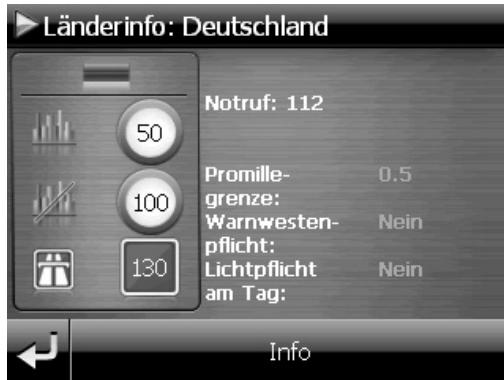 Länderinfo: Deutschland
50
100
130
Notruf: 112
Promille- 0.5
grenze:
Warnwesten- Nein
pflicht:
Lichtpflicht Nein
am Tag:
Info